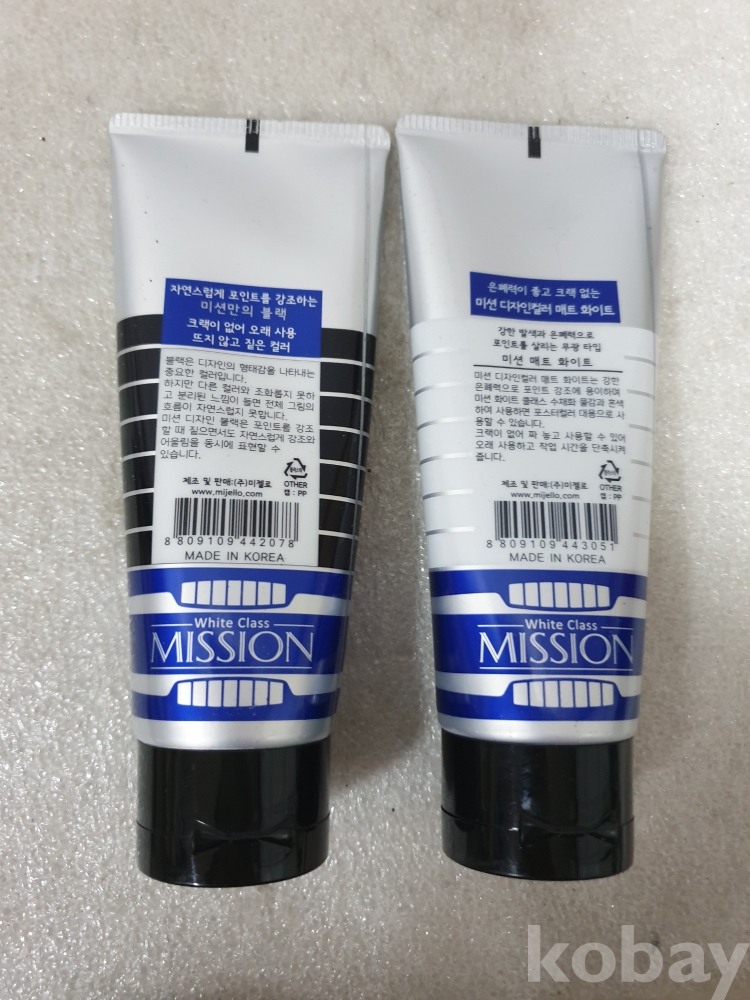 자연스럽게 포인트를 강조하는
미션만의 블랙
크랙이 없어 오래 사용
뜨지 않고 짙은 컬러
블랙은 디자인의 형태감을 나타내는
중요한 컬러입니다.
하지만 다른 컬러와 조화롭지 못하
고 분리된 느낌이 들면 전체 그림의
흐름이 자연스럽지 못합니다.
미션 디자인 블랙은 포인트를 강조
할 때 짙으면서도 자연스럽게 강조와
어울림을 동시에 표현할 수
있습니다.
제조 및 판매:(주)미젤로
www.mijello.com
플라스틱
OTHER
캡 : PP
8 809109 442078
MADE IN KOREA
White Class
MISSION
은폐력이 좋고 크랙 없는
미션 디자인컬러 매트 화이트
강한 발색과 은폐력으로
포인트를 살리는 무광 타입
미션 매트 화이트
미션 디자인컬러 매트 화이트는 강한
은폐력으로 포인트 강조에 용이하며
미션 화이트 클래스 수채화 물감과 혼색
하여 사용하면 포스터컬러 대용으로 사
용할 수 있습니다.
크랙이 없어 짜 놓고 사용할 수 있어
오래 사용하고 작업 시간을 단축시켜
줍니다.
제조 및 판매:(주)미젤로
www.mijello.com
플라스틱
OTHER
캡 : PP
8 809109 443051
MADE IN KOREA
White Class
MISSION
kobay